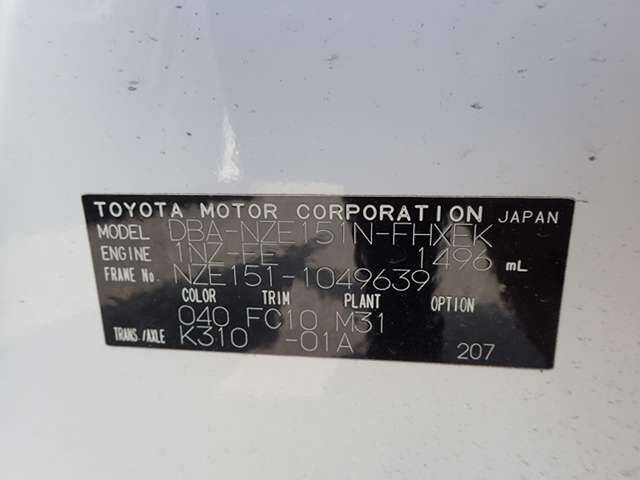 TOYOTA MOTOR CORPORATION JAPAN
MODEL DBA-NZE151N-FHXEK
ENGINE 1NZ-FE 1496 mL
FRAME No. NZE151-1049639
COLOR TRIM PLANT OPTION
040 FC10 M31
TRANS./AXLE K310 -01A 207